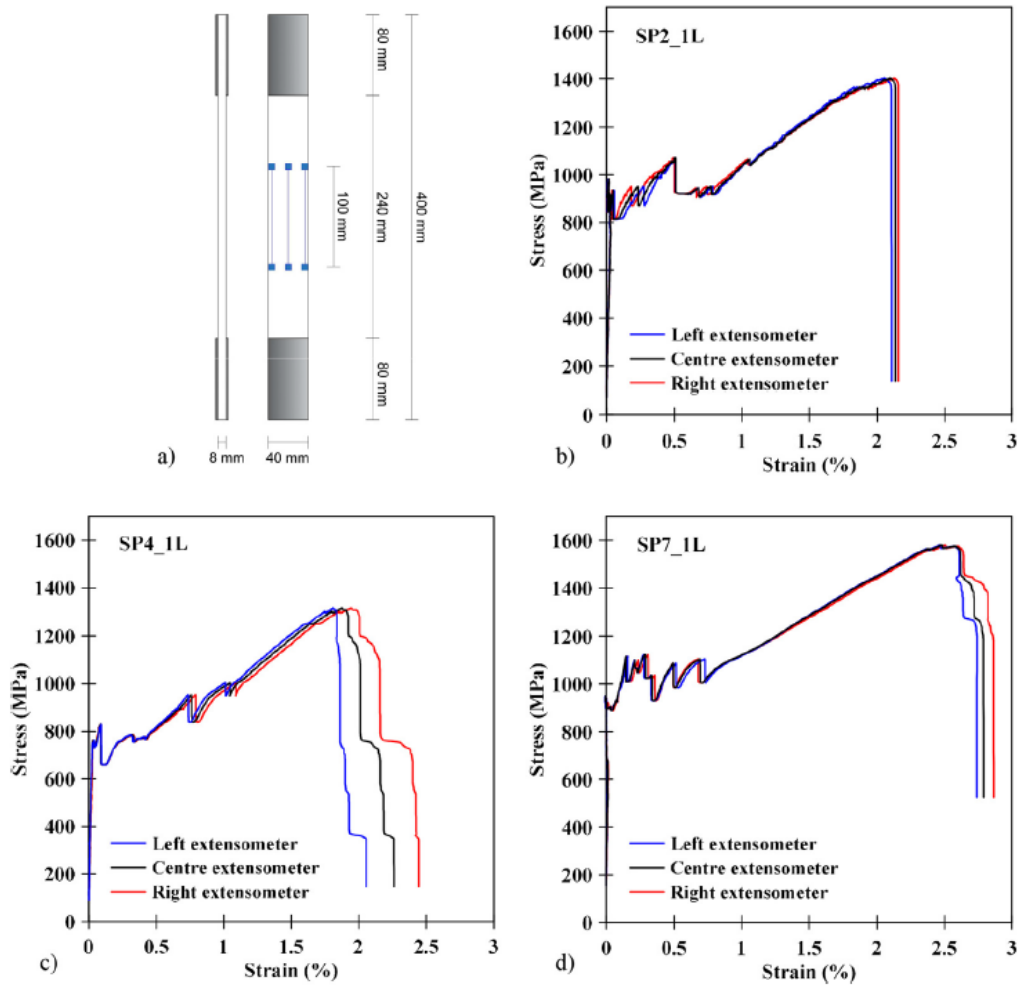 80 mm
100 mm
240 mm
400 mm
80 mm
8 mm
40 mm
a)
1600
1400
1200
1000
800
600
400
200
0
Stress (MPa)
SP2_1L
Left extensometer
Centre extensometer
Right extensometer
0 0.5 1 1.5 2 2.5 3
Strain (%)
b)
1600
1400
1200
1000
800
600
400
200
0
Stress (MPa)
SP4_1L
Left extensometer
Centre extensometer
Right extensometer
0 0.5 1 1.5 2 2.5 3
Strain (%)
c)
1600
1400
1200
1000
800
600
400
200
0
Stress (MPa)
SP7_1L
Left extensometer
Centre extensometer
Right extensometer
0 0.5 1 1.5 2 2.5 3
Strain (%)
d)